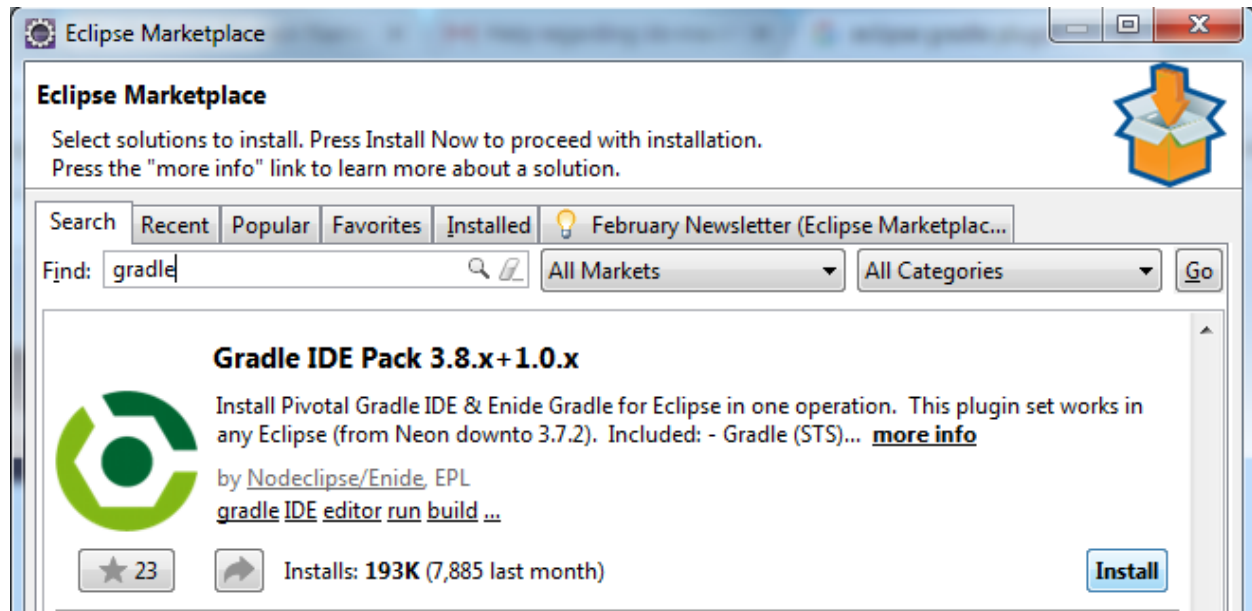 Eclipse Marketplace
Eclipse Marketplace
Select solutions to install. Press Install Now to proceed with installation.
Press the "more info" link to learn more about a solution.
Search Recent Popular Favorites Installed February Newsletter (Eclipse Marketplac...
Find: gradle All Markets All Categories Go
Gradle IDE Pack 3.8.x+1.0.x
Install Pivotal Gradle IDE & Enide Gradle for Eclipse in one operation. This plugin set works in
any Eclipse (from Neon downto 3.7.2). Included: - Gradle (STS)... more info
by Nodeclipse/Enide, EPL
gradle IDE editor run build ...
23 Installs: 193K (7,885 last month) Install